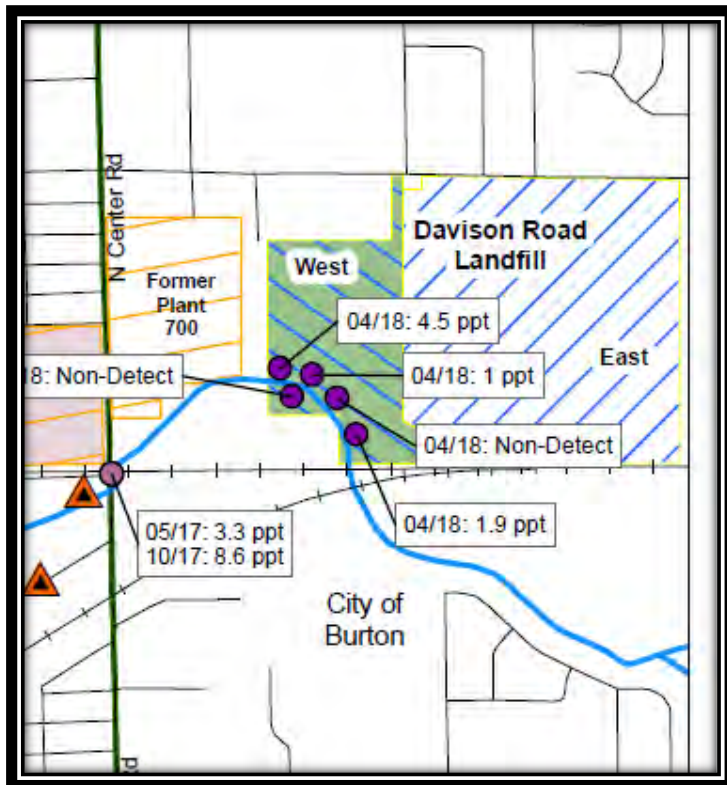 N Center Rd
Davison Road
Landfill
West
Former
Plant
700
04/18: 4.5 ppt
East
18: Non-Detect
04/18: 1 ppt
04/18: Non-Detect
04/18: 1.9 ppt
05/17: 3.3 ppt
10/17: 8.6 ppt
City of
Burton
Rd